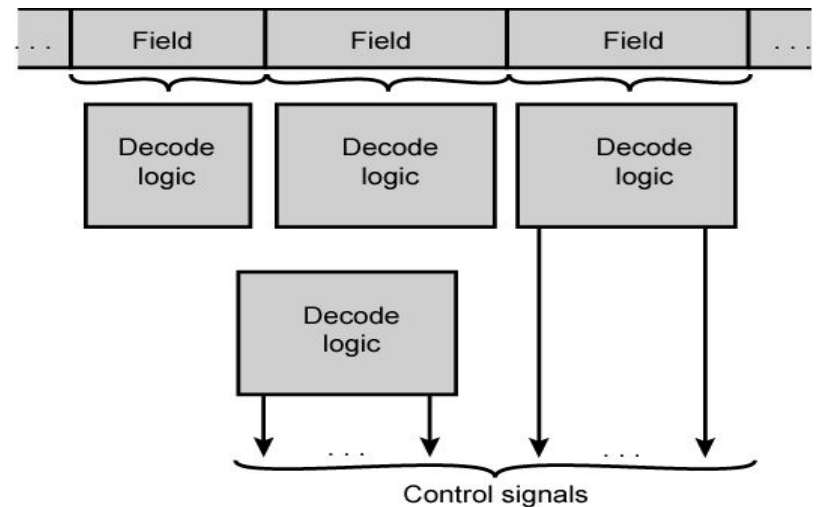 . . . Field Field Field . . .
Decode
logic
Decode
logic
Decode
logic
Decode
logic
. . . . . .
Control signals